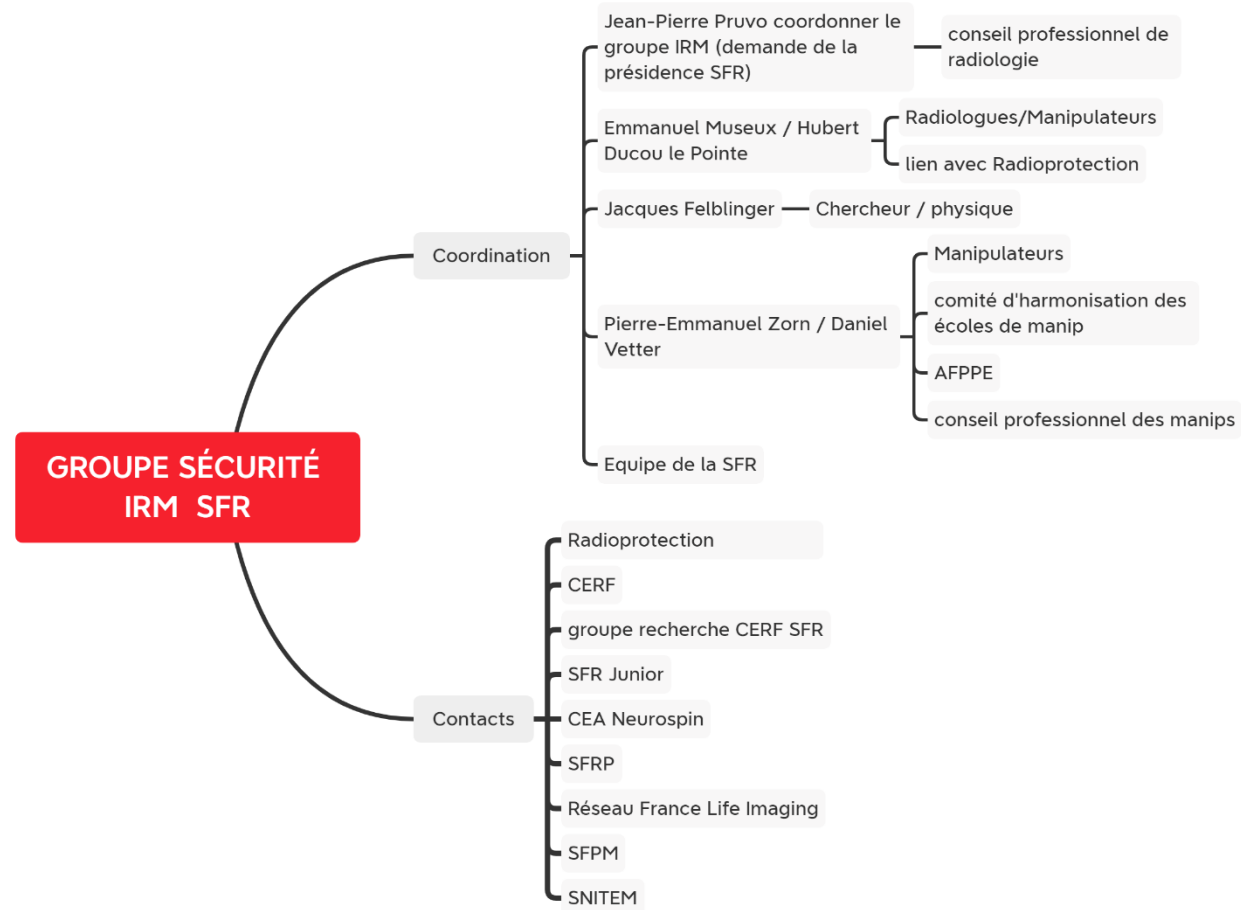 GROUPE SÉCURITÉ
IRM SFR
Coordination
Jean-Pierre Pruvo coordonner le
groupe IRM (demande de la
présidence SFR)
conseil professionnel de
radiologie
Emmanuel Museux / Hubert
Ducou le Pointe
Radiologues/Manipulateurs
lien avec Radioprotection
Jacques Felblinger
Chercheur / physique
Pierre-Emmanuel Zorn / Daniel
Vetter
Manipulateurs
comité d'harmonisation des
écoles de manip
AFPPE
conseil professionnel des manips
Equipe de la SFR
Contacts
Radioprotection
CERF
groupe recherche CERF SFR
SFR Junior
CEA Neurospin
SFRP
Réseau France Life Imaging
SFPM
SNITEM